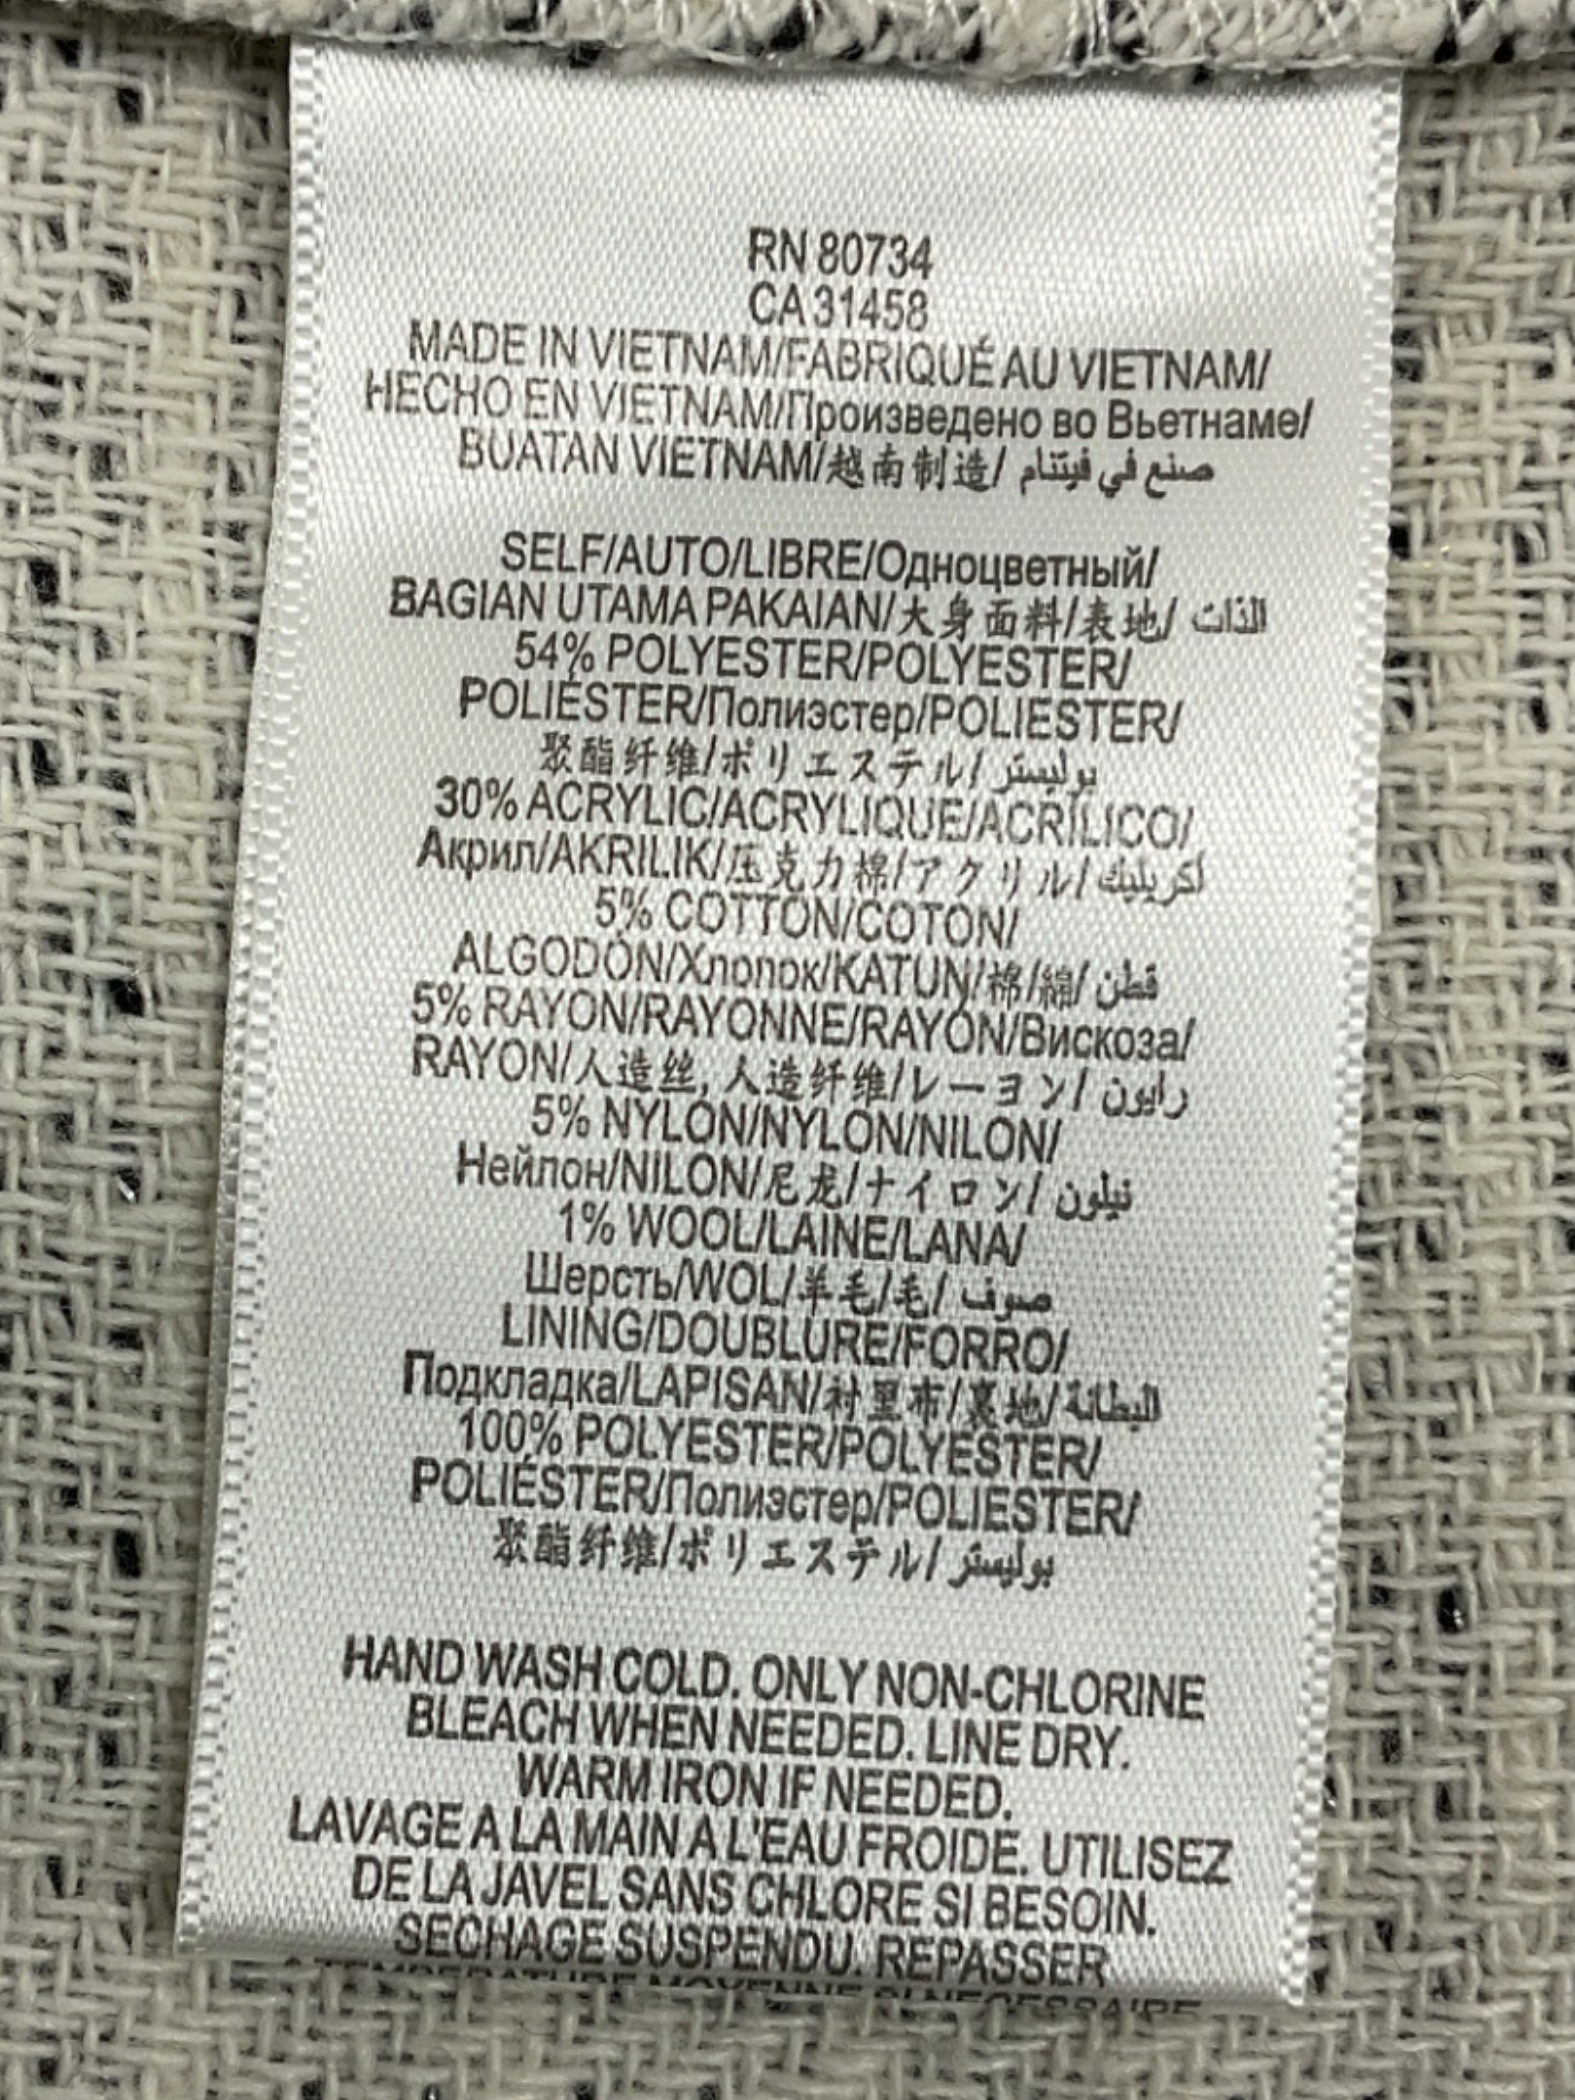 RN 80734
CA 31458
MADE IN VIETNAM/FABRIQUÉ AU VIETNAM/
HECHO EN VIETNAM/Произведено во Вьетнаме/
BUATAN VIETNAM/越南制造/ صنع في فيتنام
SELF/AUTO/LIBRE/Одноцветный/
BAGIAN UTAMA PAKAIAN/大身面料/表地/ الذات
54% POLYESTER/POLYESTER/
POLIÉSTER/Полиэстер/POLIESTER/
聚酯纤维/ポリエステル/ بوليستر
30% ACRYLIC/ACRYLIQUE/ACRÍLICO/
Акрил/AKRILIK/压克力棉/アクリル/ أكريليك
5% COTTON/COTON/
ALGODÓN/Хлопок/KATUN/棉/綿/ قطن
5% RAYON/RAYONNE/RAYÓN/Вискоза/
RAYON/人造丝, 人造纤维/レーヨン/ رايون
5% NYLON/NYLON/NILON/
Нейлон/NILON/尼龙/ナイロン/ نيلون
1% WOOL/LAINE/LANA/
Шерсть/WOL/羊毛/毛/ صوف
LINING/DOUBLURE/FORRO/
Подкладка/LAPISAN/衬里布/裏地/ البطانة
100% POLYESTER/POLYESTER/
POLIÉSTER/Полиэстер/POLIESTER/
聚酯纤维/ポリエステル/ بوليستر
HAND WASH COLD. ONLY NON-CHLORINE
BLEACH WHEN NEEDED. LINE DRY.
WARM IRON IF NEEDED.
LAVAGE A LA MAIN A L'EAU FROIDE. UTILISEZ
DE LA JAVEL SANS CHLORE SI BESOIN.
SECHAGE SUSPENDU. REPASSER
A TEMPERATURE MOYENNE SI NECESSAIRE